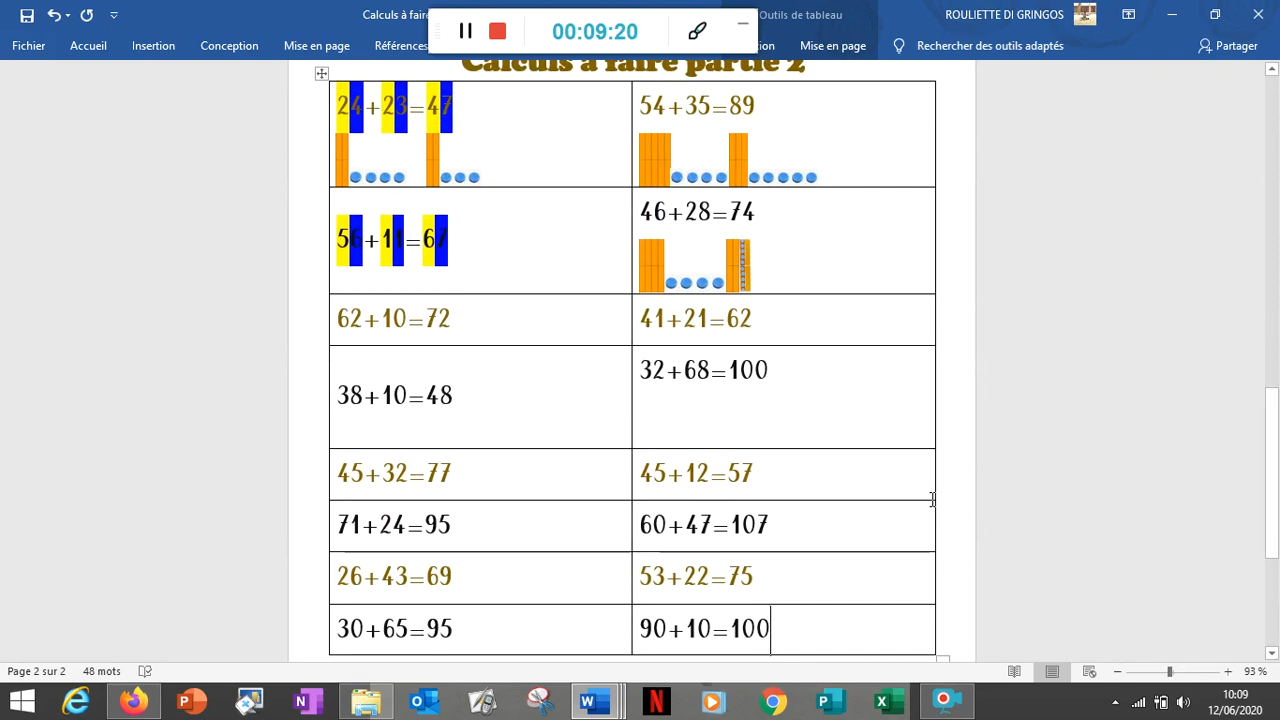 Calculs à faire
00:09:20
Outils de tableau
ROULIETTE DI GRINGOS
Fichier Accueil Insertion Conception Mise en page Références Mise en page Rechercher des outils adaptés Partager
Calculs à faire partie 2
24+23=47 54+35=89
56+11=67 46+28=74
62+10=72 41+21=62
38+10=48 32+68=100
45+32=77 45+12=57
71+24=95 60+47=107
26+43=69 53+22=75
30+65=95 90+10=100
Page 2 sur 2 48 mots 93 %
10:09
12/06/2020